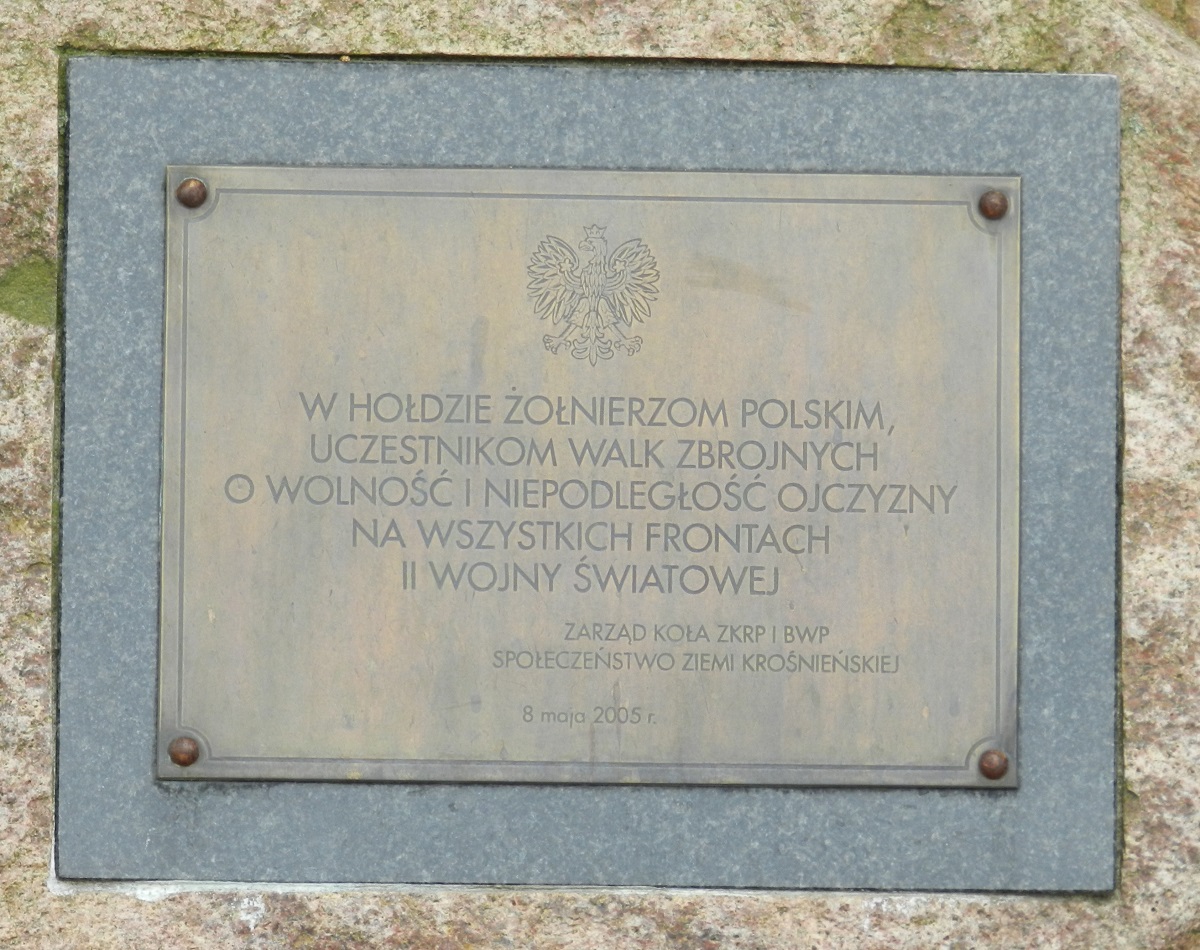 W HOŁDZIE ŻOŁNIERZOM POLSKIM,
UCZESTNIKOM WALK ZBROJNYCH
O WOLNOŚĆ I NIEPODLEGŁOŚĆ OJCZYZNY
NA WSZYSTKICH FRONTACH
II WOJNY ŚWIATOWEJ
ZARZĄD KOŁA ZKRP I BWP
SPOŁECZEŃSTWO ZIEMI KROŚNIEŃSKIEJ
8 maja 2005 r.